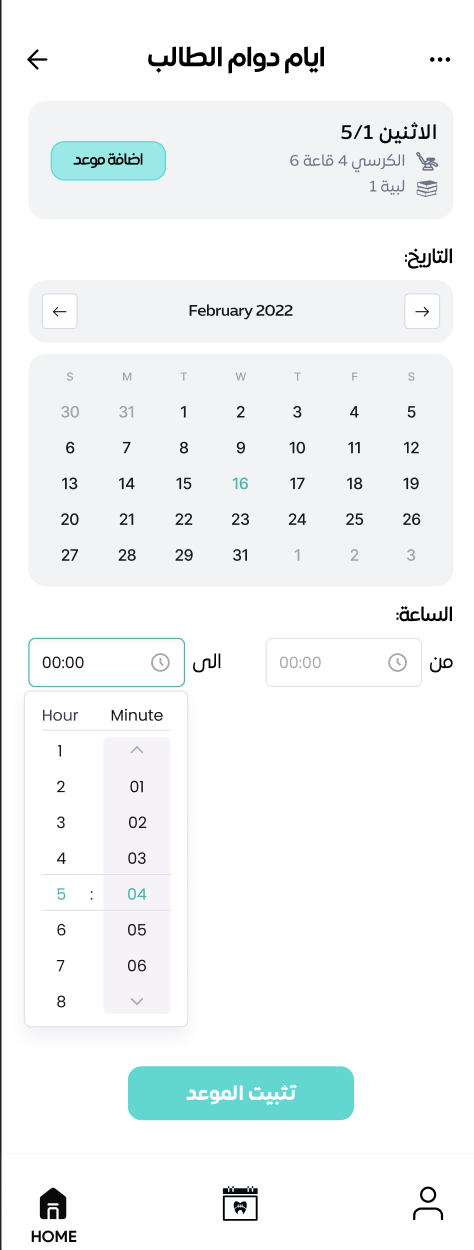 ايام دوام الطالب
الاثنين 5/1
الكرسي 4 قاعة 6
لبية 1
اضافة موعد
التاريخ:
February 2022
S M T W T F S
30 31 1 2 3 4 5
6 7 8 9 10 11 12
13 14 15 16 17 18 19
20 21 22 23 24 25 26
27 28 29 31 1 2 3
الساعة:
من 00:00 الى 00:00
Hour Minute
1
2 01
3 02
4 03
5 : 04
6 05
7 06
8
تثبيت الموعد
HOME